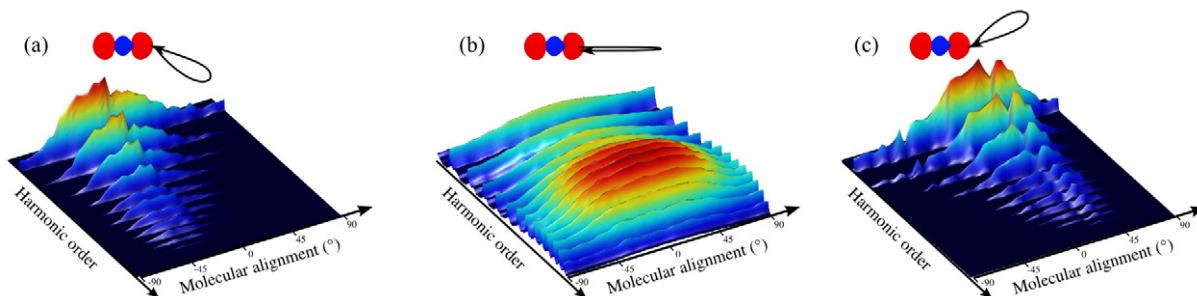 (a)
(b)
(c)
Harmonic order
-90
-45
0
45
90
Molecular alignment (°)
Harmonic order
-90
-45
0
45
90
Molecular alignment (°)
Harmonic order
-90
-45
0
45
90
Molecular alignment (°)